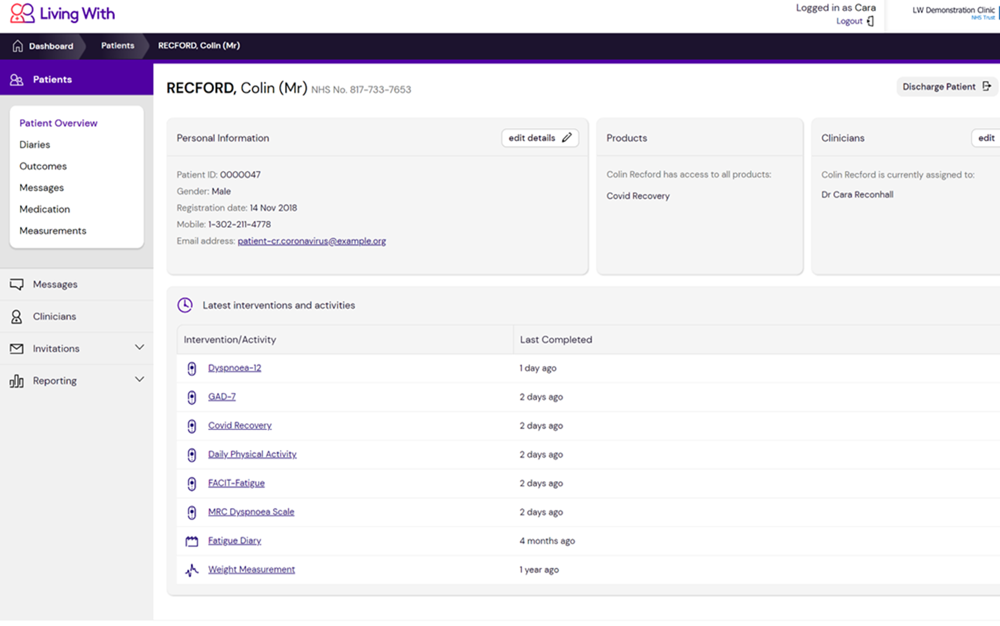 Living With
Logged in as Cara
Logout
LW Demonstration Clinic
NHS Trust
Dashboard
Patients
RECFORD, Colin (Mr)
Patients
Patient Overview
Diaries
Outcomes
Messages
Medication
Measurements
Messages
Clinicians
Invitations
Reporting
RECFORD, Colin (Mr) NHS No. 817-733-7653
Discharge Patient
Personal Information
edit details
Patient ID: 0000047
Gender: Male
Registration date: 14 Nov 2018
Mobile: 1-302-211-4778
Email address: patient-cr.coronavirus@example.org
Products
Colin Recford has access to all products:
Covid Recovery
Clinicians
edit
Colin Recford is currently assigned to:
Dr Cara Reconhall
Latest interventions and activities
Intervention/Activity Last Completed
Dyspnoea-12 1 day ago
GAD-7 2 days ago
Covid Recovery 2 days ago
Daily Physical Activity 2 days ago
FACIT-Fatigue 2 days ago
MRC Dyspnoea Scale 2 days ago
Fatigue Diary 4 months ago
Weight Measurement 1 year ago